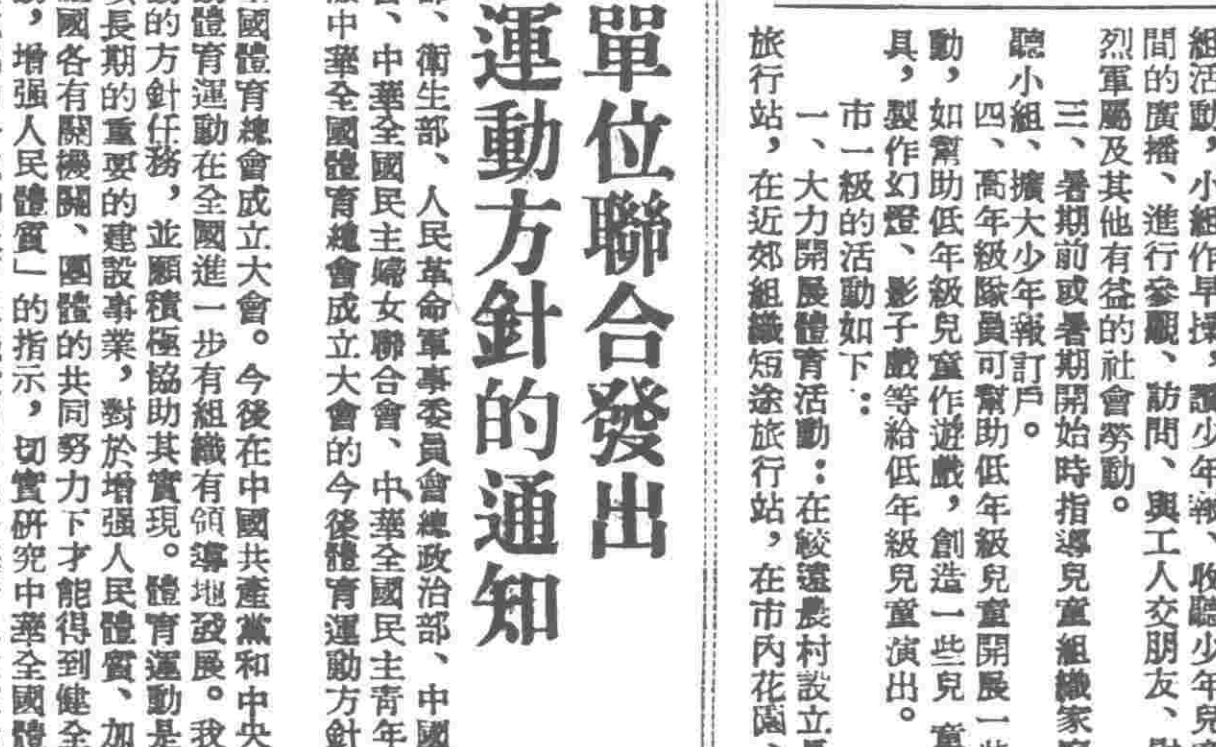 組活動，小組作早操，讀少年報、收聽少年兒
間的廣播、進行參觀、訪問、與工人交朋友、
烈軍屬及其他有益的社會勞動。
三、暑期前或暑期開始時指導兒童組織家
聽小組、擴大少年報訂戶。
四、高年級隊員可幫助低年級兒童開展一些
動，如幫助低年級兒童作遊戲，創造一些兒童
具，製作幻燈、影子戲等給低年級兒童演出。
市一級的活動如下：
一、大力開展體育活動：在較遠農村設立長
旅行站，在近郊組織短途旅行站，在市內花園、
單位聯合發出
運動方針的通知
部、衛生部、人民革命軍事委員會總政治部、中國
會、中華全國民主婦女聯合會、中華全國民主青年
中華全國體育總會成立大會的今後體育運動方針
國體育總會成立大會。今後在中國共產黨和中央
體育運動在全國進一步有組織有領導地發展。我
的方針任務，並願積極協助其實現。體育運動是
長期的重要的建設事業，對於增强人民體質、加
國各有關機關、團體的共同努力下才能得到健全
，增强人民體質」的指示，切實研究中華全國體